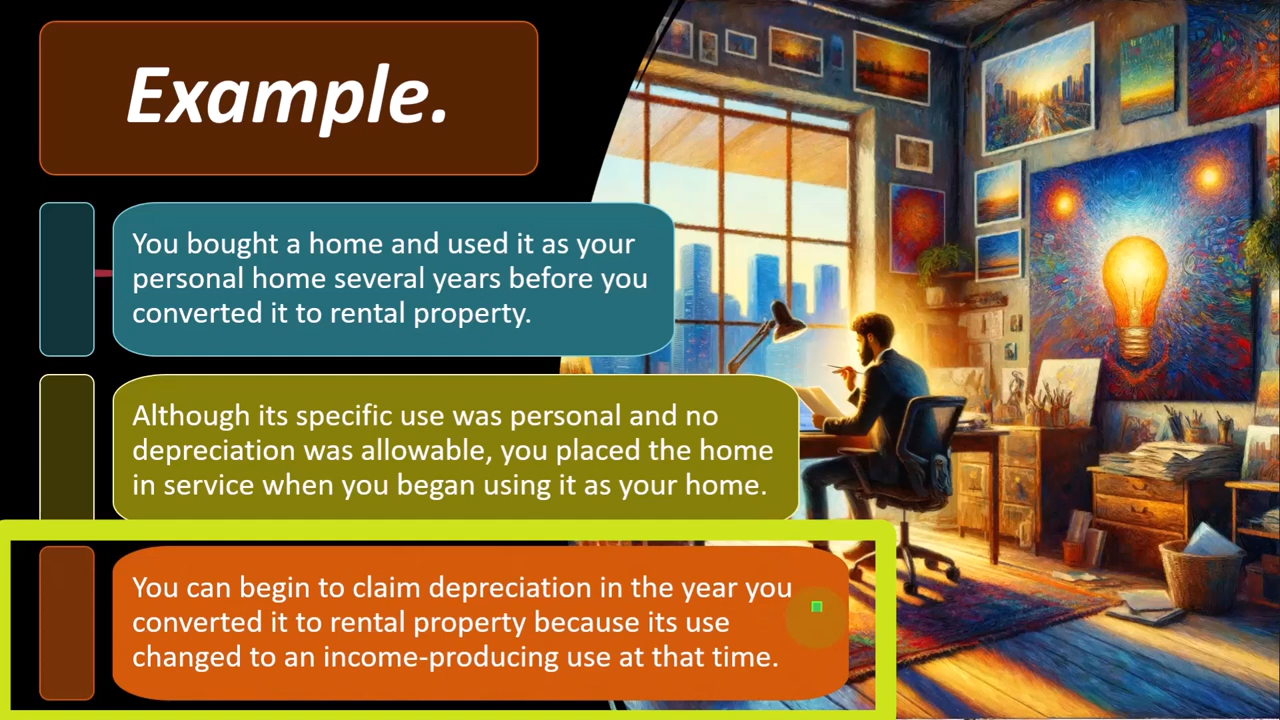 Example.
You bought a home and used it as your
personal home several years before you
converted it to rental property.
Although its specific use was personal and no
depreciation was allowable, you placed the home
in service when you began using it as your home.
You can begin to claim depreciation in the year you
converted it to rental property because its use
changed to an income-producing use at that time.